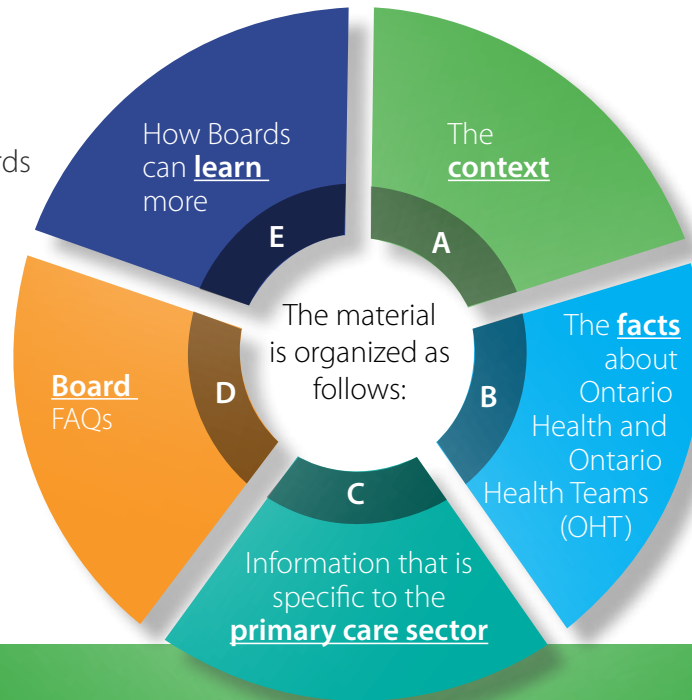 rds
The material
is organized as
follows:
A
The
context
B
The facts
about
Ontario
Health and
Ontario
Health Teams
(OHT)
C
Information that is
specific to the
primary care sector
D
Board
FAQs
E
How Boards
can learn
more